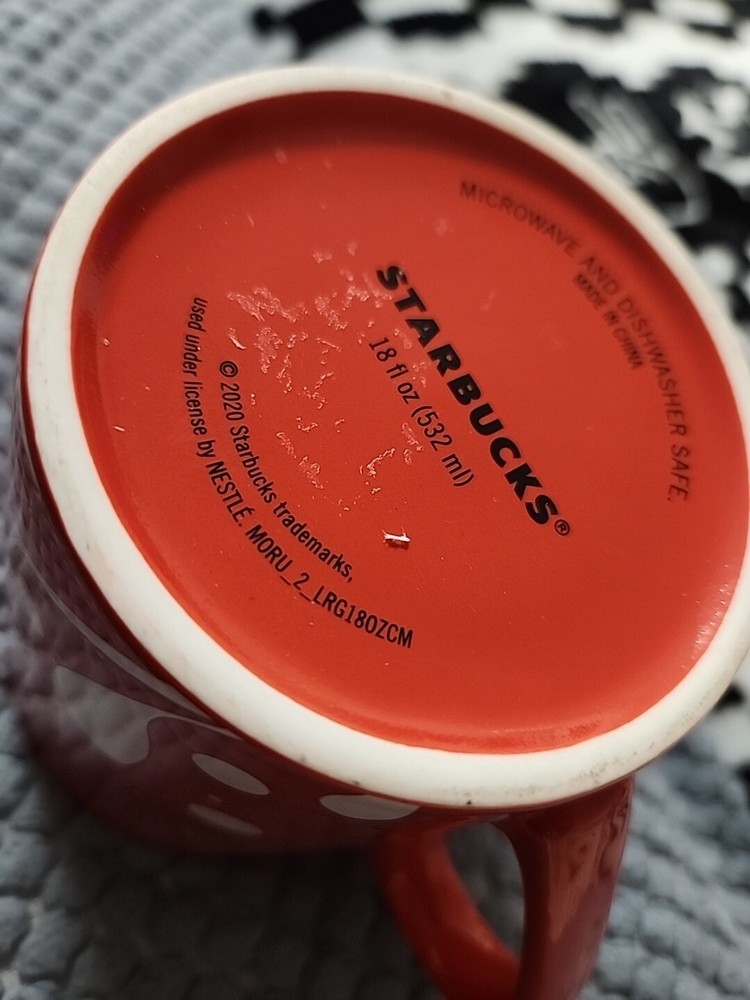 MICROWAVE AND DISHWASHER SAFE.
MADE IN CHINA
STARBUCKS®
18 fl oz (532 ml)
© 2020 Starbucks trademarks,
used under license by NESTLÉ. MORU_2_LRG18OZCM